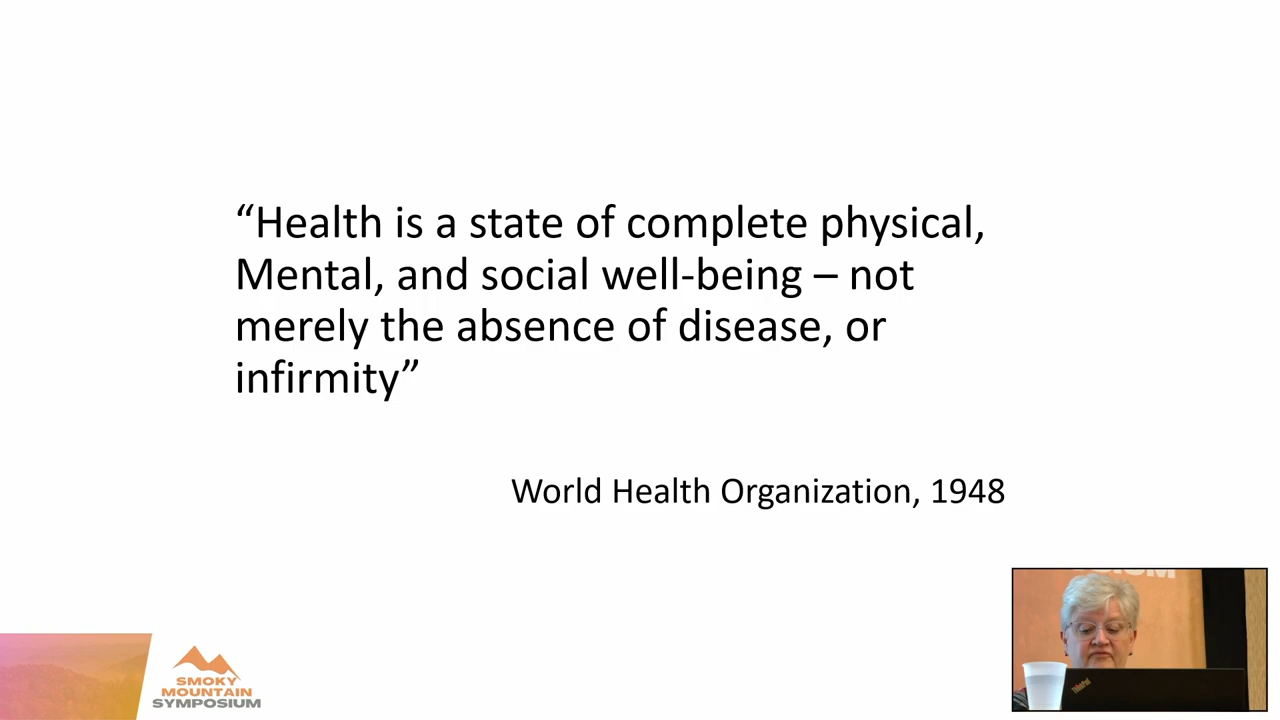 “Health is a state of complete physical,
Mental, and social well-being – not
merely the absence of disease, or
infirmity”
World Health Organization, 1948
SMOKY
MOUNTAIN
SYMPOSIUM
ThinkPad